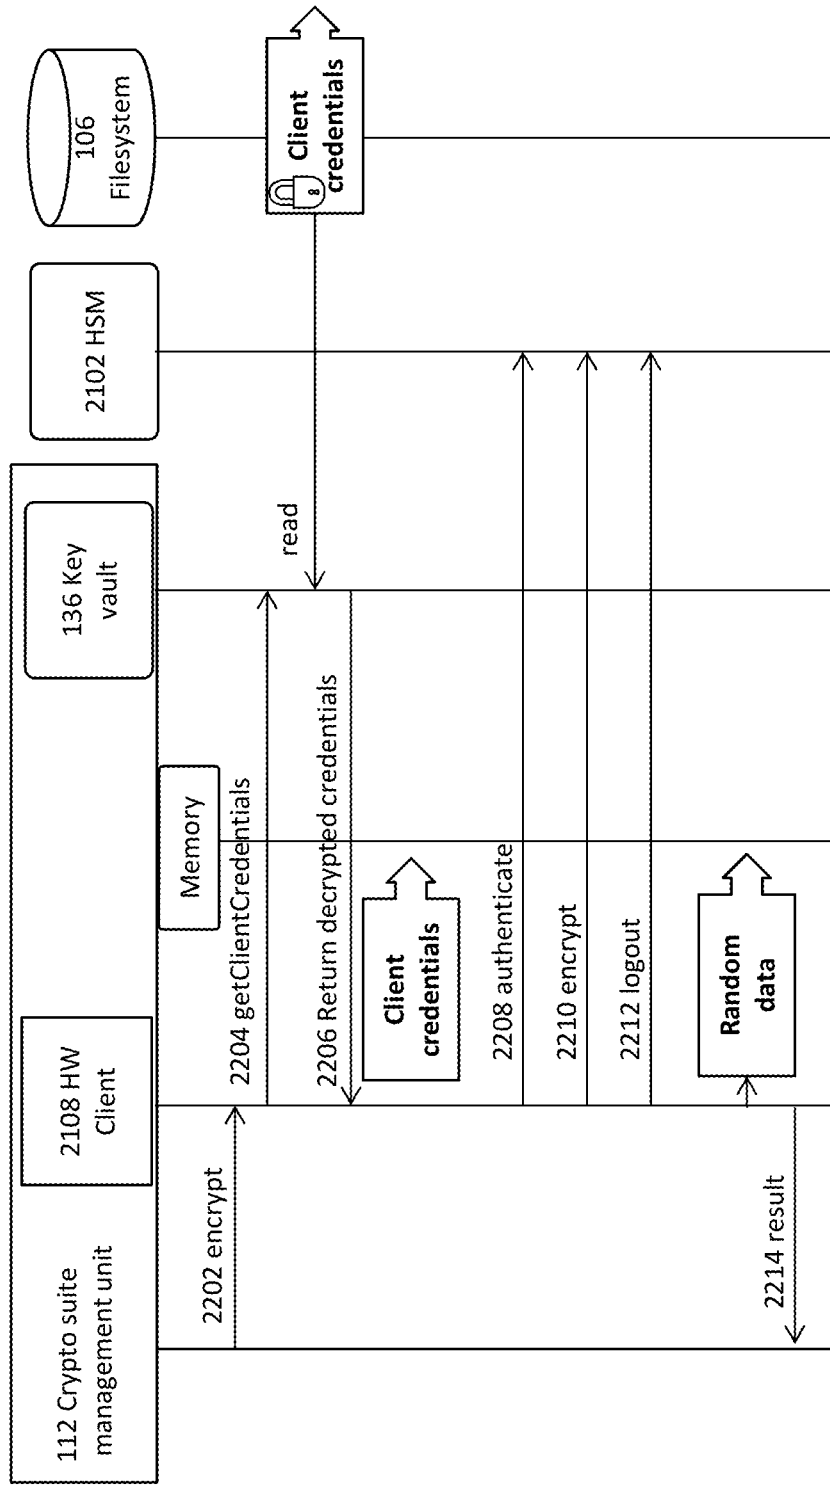 112 Crypto suite
management unit
2108 HW
Client
Memory
136 Key
vault
2102 HSM
106
Filesystem
2202 encrypt
2204 getClientCredentials
read
Client
credentials
8
2206 Return decrypted credentials
Client
credentials
2208 authenticate
2210 encrypt
2212 logout
Random
data
2214 result